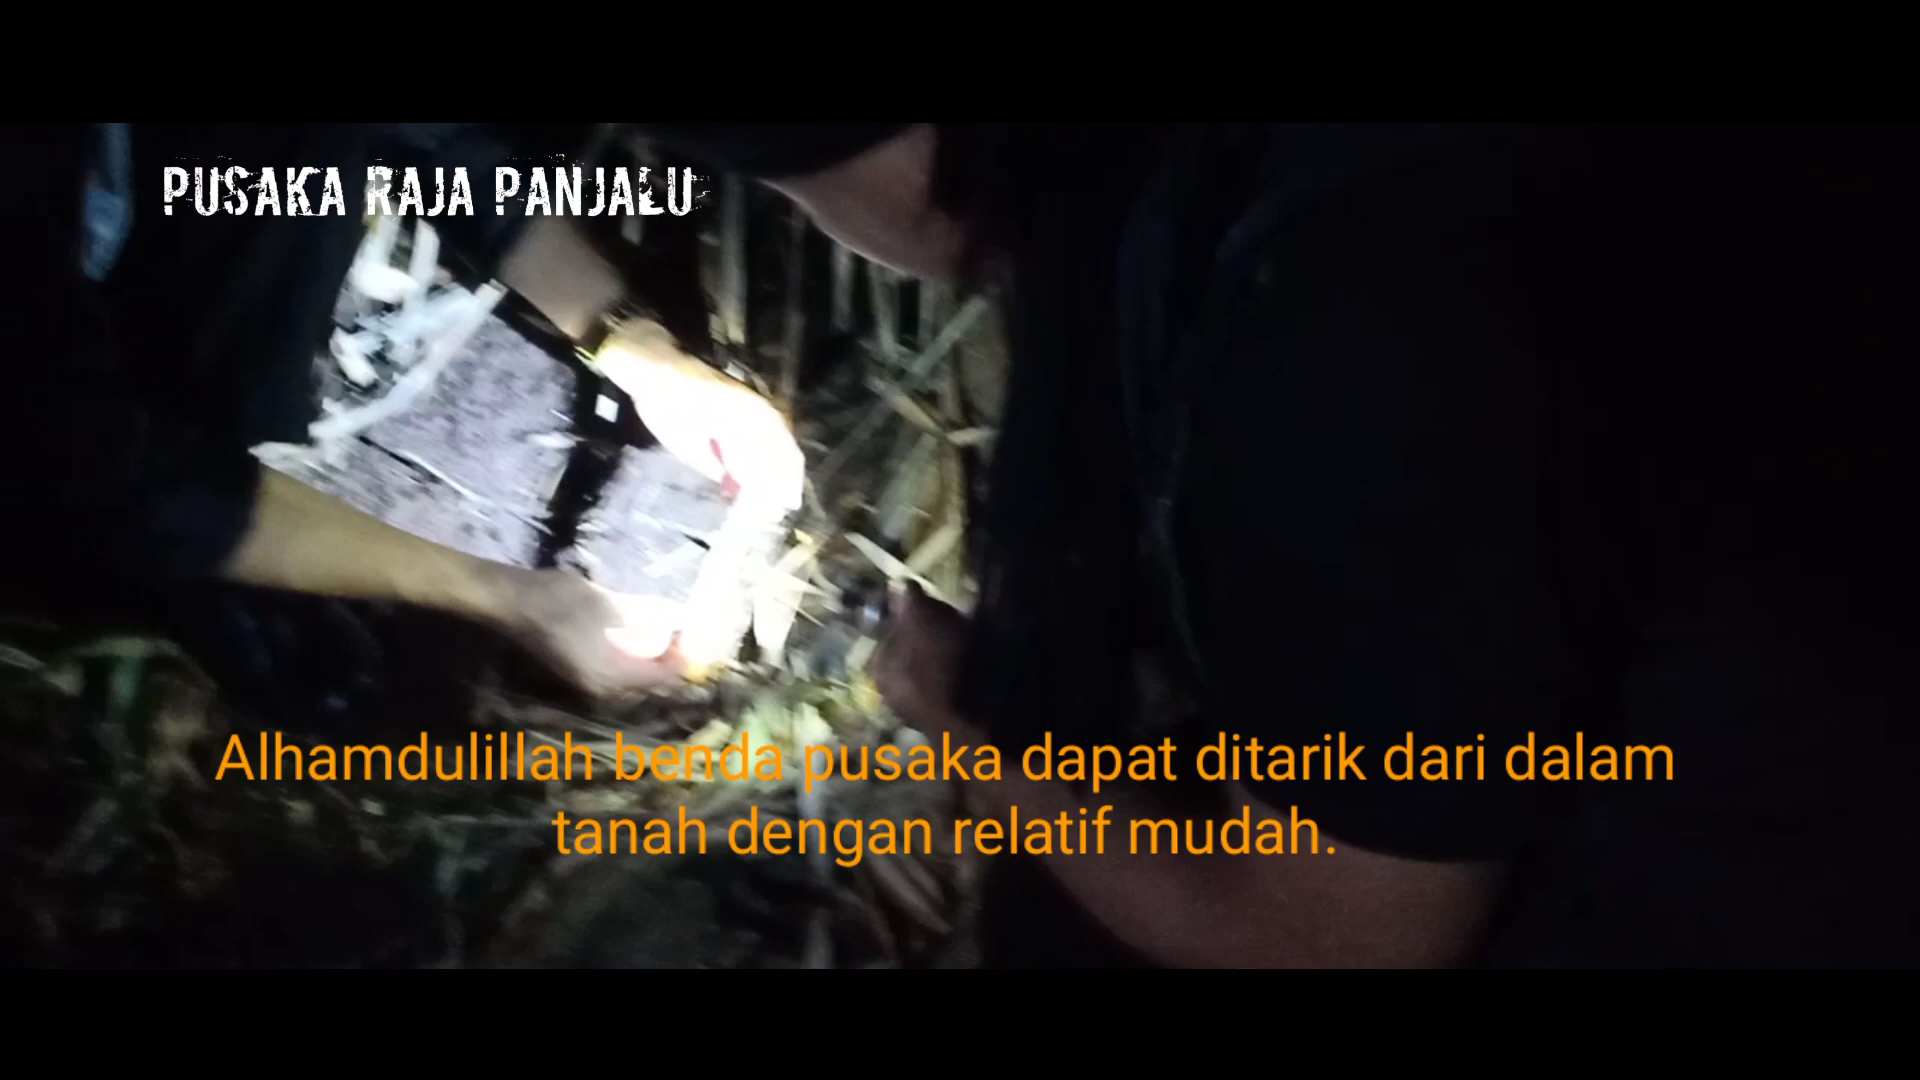 PUSAKA RAJA PANJALU
Alhamdulillah benda pusaka dapat ditarik dari dalam
tanah dengan relatif mudah.